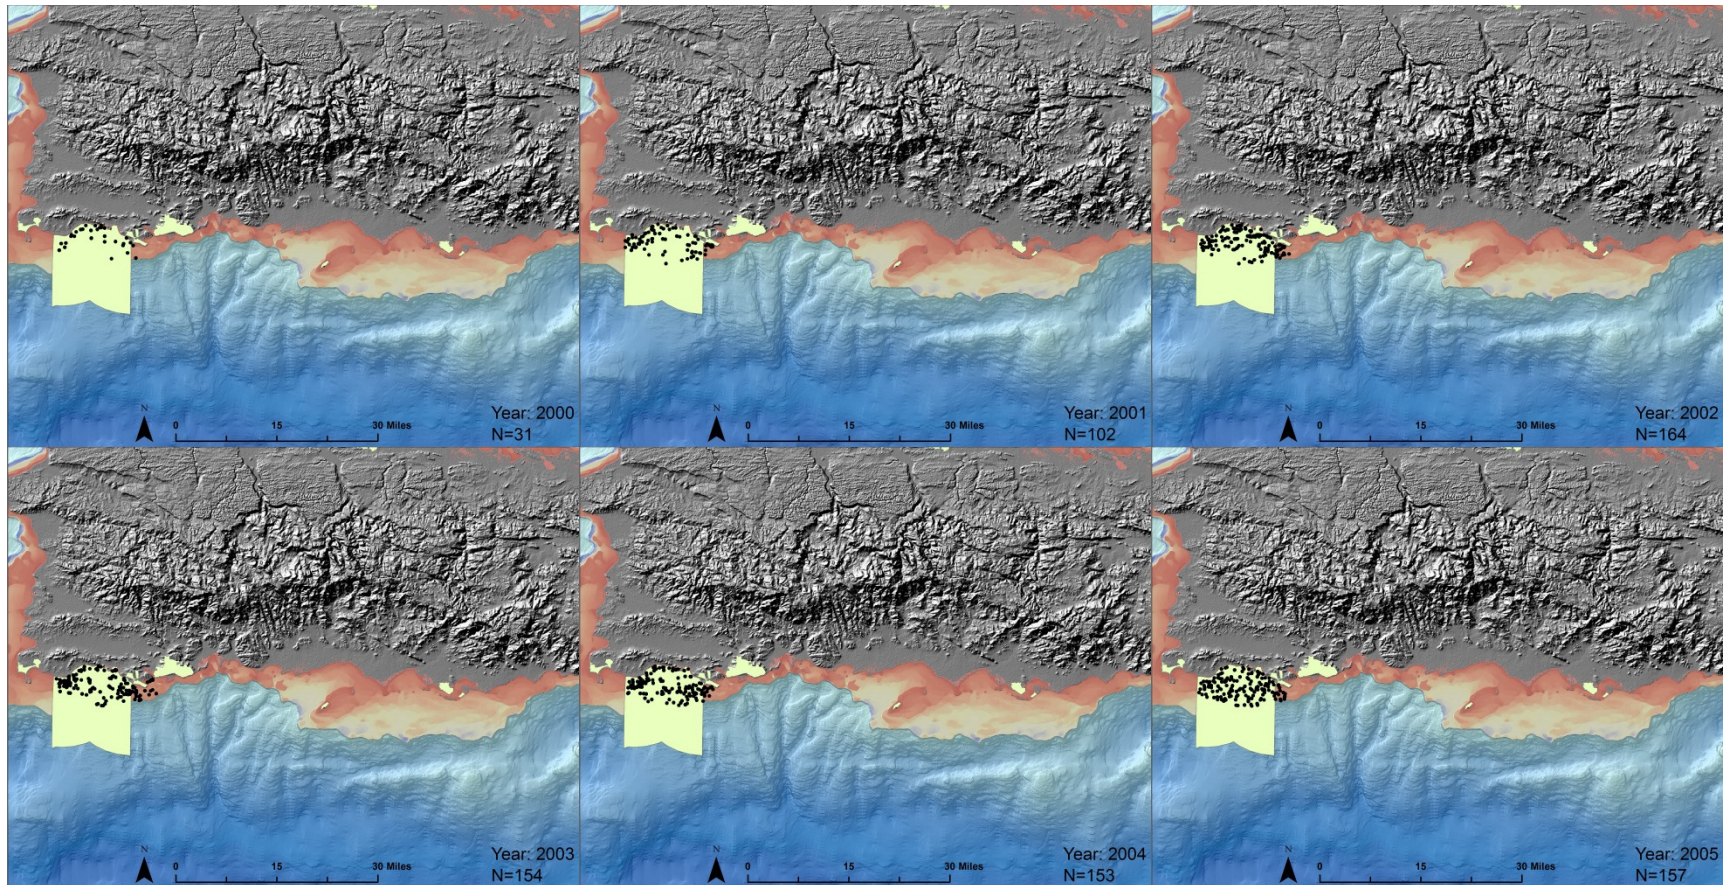 N
0 15 30 Miles
Year: 2000
N=31
N
0 15 30 Miles
Year: 2001
N=102
N
0 15 30 Miles
Year: 2002
N=164
N
0 15 30 Miles
Year: 2003
N=154
N
0 15 30 Miles
Year: 2004
N=153
N
0 15 30 Miles
Year: 2005
N=157